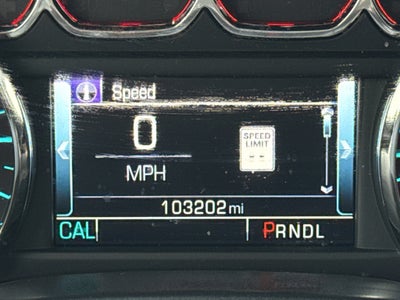 Speed
0
SPEED
LIMIT
--
MPH
103202 mi
CAL PRNDL